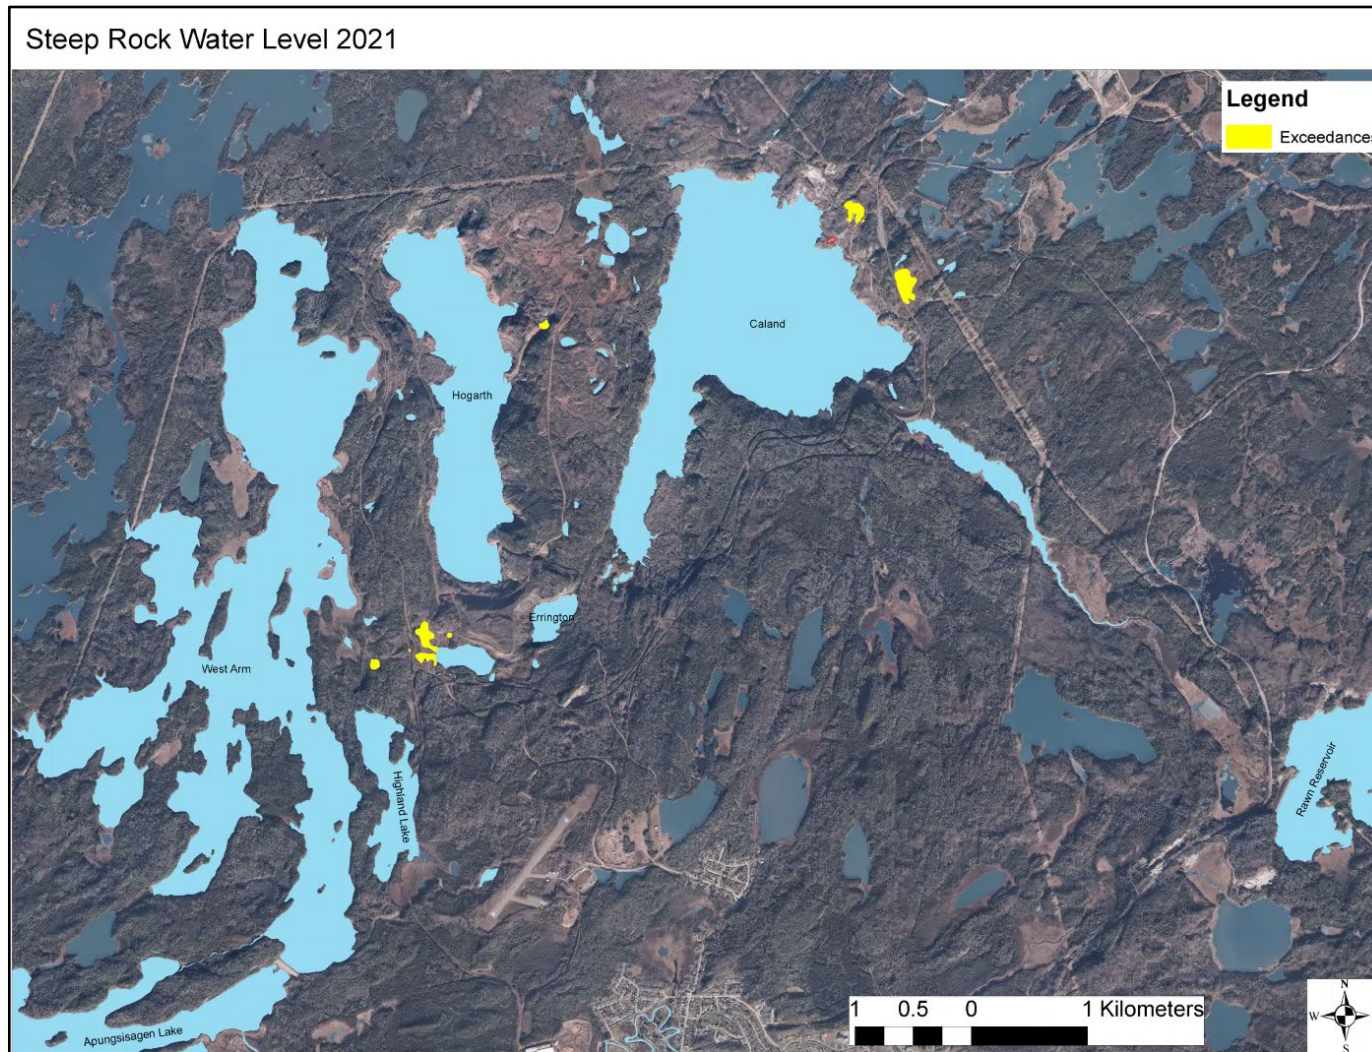 Steep Rock Water Level 2021
Legend
Exceedances
Caland
Hogarth
Errington
West Arm
Highland Lake
Rawn Reservoir
Apungsisagen Lake
1 0.5 0 1 Kilometers
N
W
S